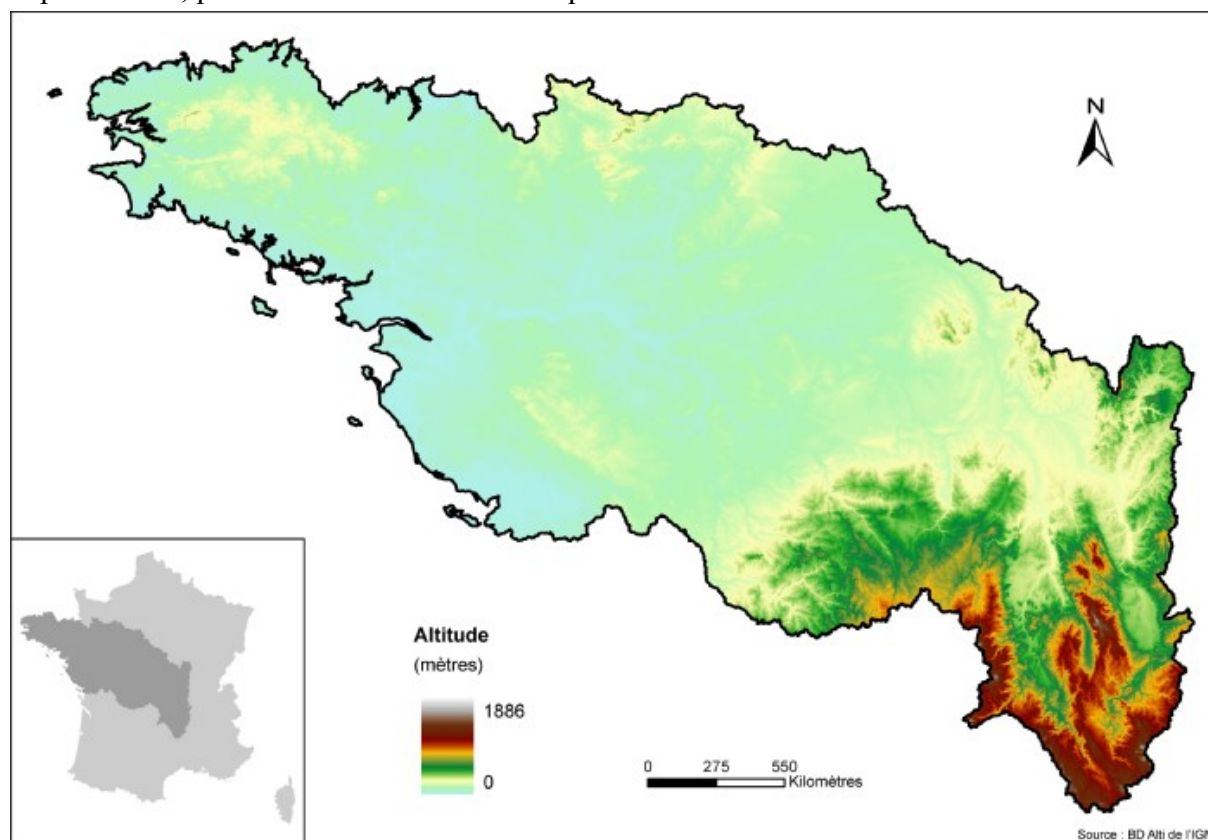 N
Altitude
(mètres)
1886
0
0 275 550
Kilomètres
Source : BD Alti de l'IGN